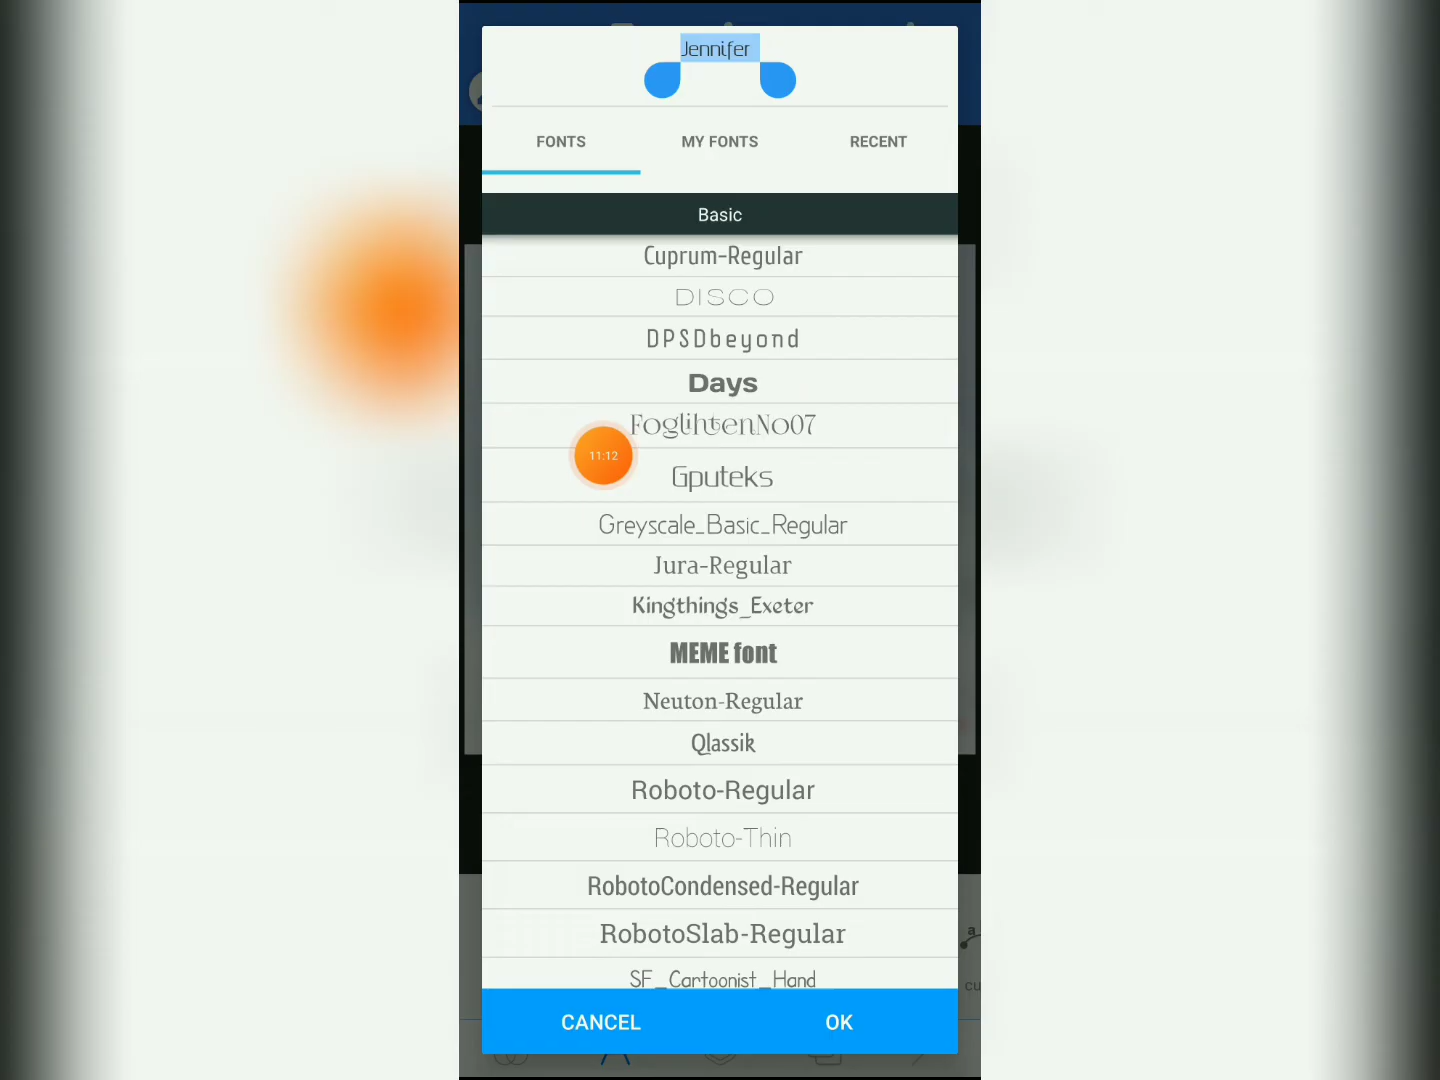 Jennifer
FONTS MY FONTS RECENT
Basic
Cuprum-Regular
DISCO
DPSDbeyond
Days
FoglihtenNo07
11:12
Gputeks
Greyscale_Basic_Regular
Jura-Regular
Kingthings_Exeter
MEME font
Neuton-Regular
Qlassik
Roboto-Regular
Roboto-Thin
RobotoCondensed-Regular
RobotoSlab-Regular
a
SF_Cartoonist_Hand
cu
CANCEL OK